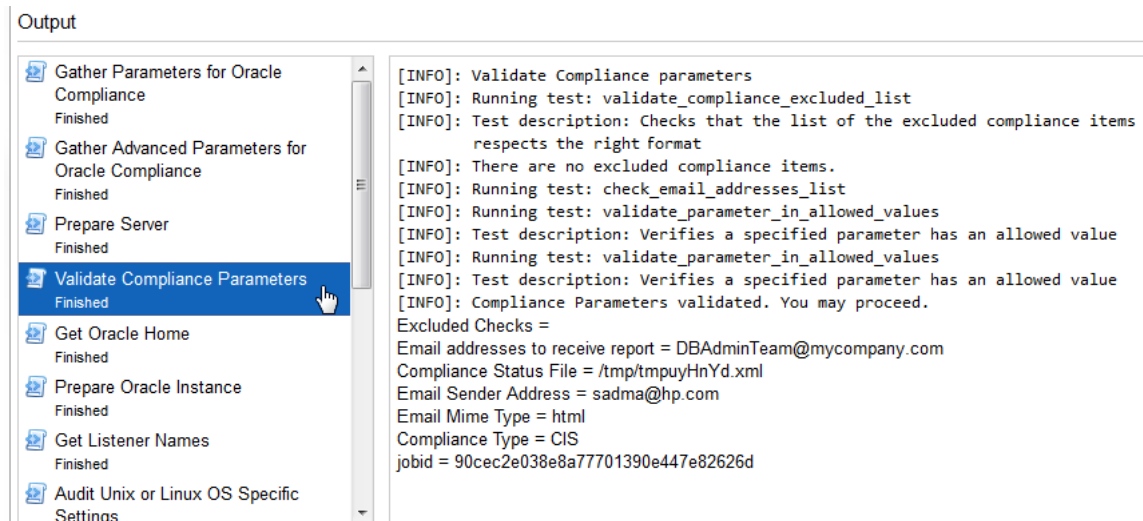 Output
Gather Parameters for Oracle
Compliance
Finished
Gather Advanced Parameters for
Oracle Compliance
Finished
Prepare Server
Finished
Validate Compliance Parameters
Finished
Get Oracle Home
Finished
Prepare Oracle Instance
Finished
Get Listener Names
Finished
Audit Unix or Linux OS Specific
Settings
[INFO]: Validate Compliance parameters
[INFO]: Running test: validate_compliance_excluded_list
[INFO]: Test description: Checks that the list of the excluded compliance items
respects the right format
[INFO]: There are no excluded compliance items.
[INFO]: Running test: check_email_addresses_list
[INFO]: Running test: validate_parameter_in_allowed_values
[INFO]: Test description: Verifies a specified parameter has an allowed value
[INFO]: Running test: validate_parameter_in_allowed_values
[INFO]: Test description: Verifies a specified parameter has an allowed value
[INFO]: Compliance Parameters validated. You may proceed.
Excluded Checks =
Email addresses to receive report = DBAdminTeam@mycompany.com
Compliance Status File = /tmp/tmpuyHnYd.xml
Email Sender Address = sadma@hp.com
Email Mime Type = html
Compliance Type = CIS
jobid = 90cec2e038e8a77701390e447e82626d